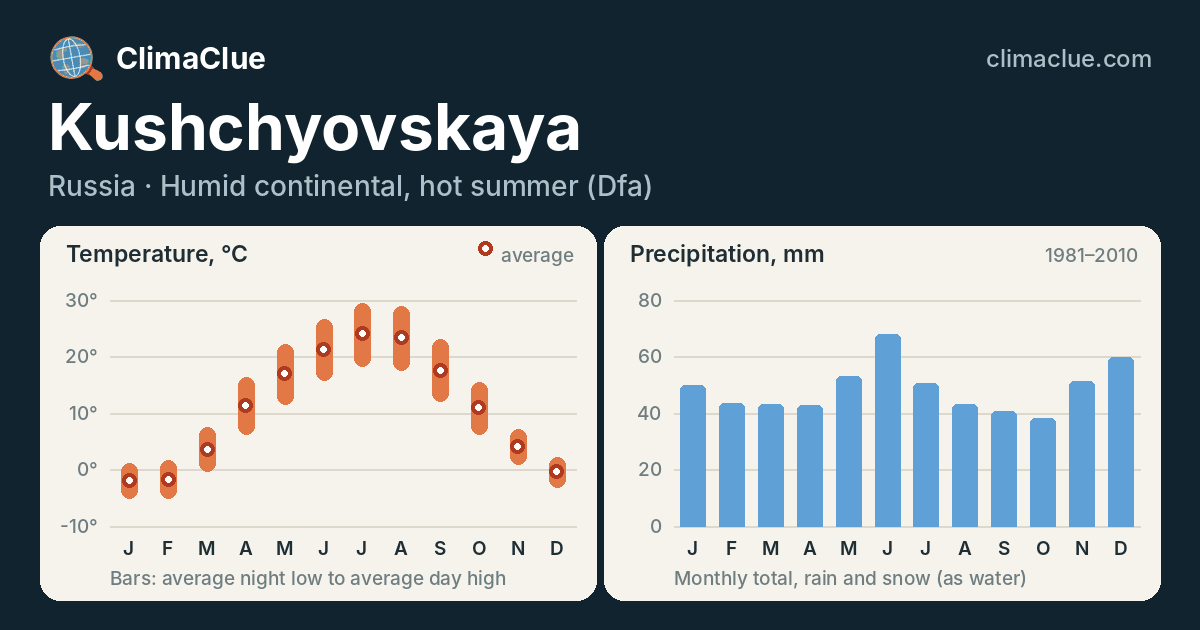 ClimaClue
climaclue.com
Kushchyovskaya
Russia · Humid continental, hot summer (Dfa)
Temperature, °C
average
30°
20°
10°
0°
-10°
J F M A M J J A S O N D
Bars: average night low to average day high
Precipitation, mm
1981–2010
80
60
40
20
0
J F M A M J J A S O N D
Monthly total, rain and snow (as water)